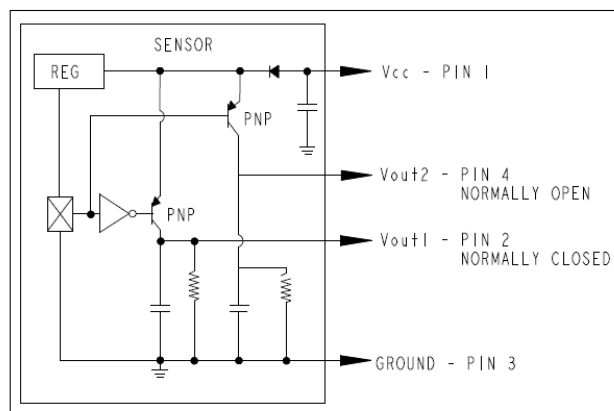 SENSOR
REG
Vcc - PIN 1
PNP
Vout2 - PIN 4
NORMALLY OPEN
PNP
Vout1 - PIN 2
NORMALLY CLOSED
GROUND - PIN 3